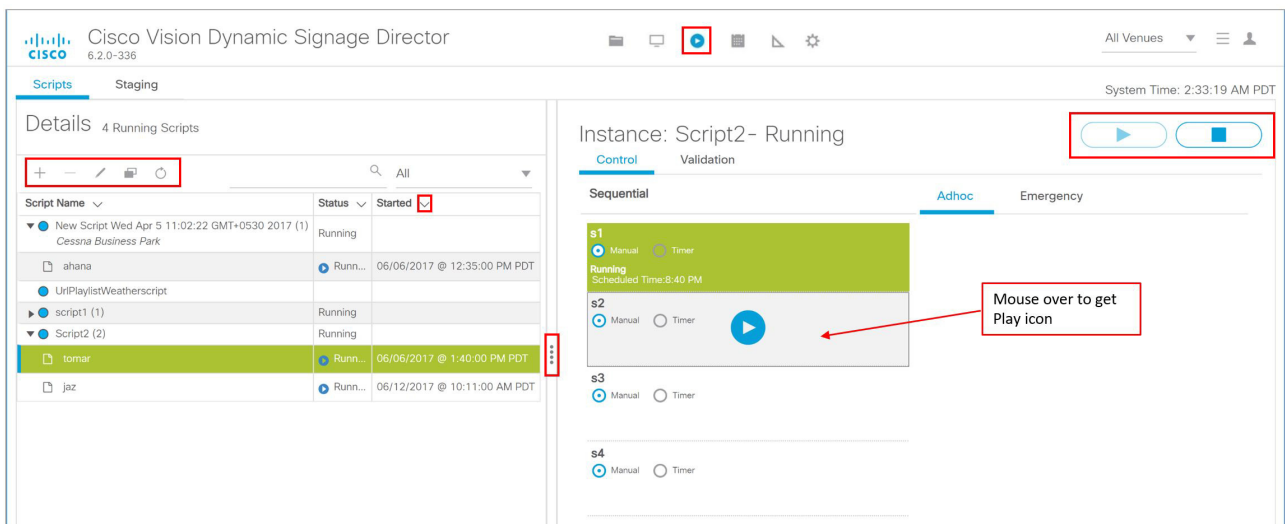 CISCO
Cisco Vision Dynamic Signage Director
6.2.0-336
All Venues
Scripts
Staging
System Time: 2:33:19 AM PDT
Details 4 Running Scripts
All
Script Name
Status
Started
New Script Wed Apr 5 11:02:22 GMT+0530 2017 (1)
Cessna Business Park
Running
ahana
Runn...
06/06/2017 @ 12:35:00 PM PDT
UrlPlaylistWeatherscript
script1 (1)
Running
Script2 (2)
Running
tomar
Runn...
06/06/2017 @ 1:40:00 PM PDT
jaz
Runn...
06/12/2017 @ 10:11:00 AM PDT
Instance: Script2- Running
Control
Validation
Sequential
Adhoc
Emergency
s1
Manual
Timer
Running
Scheduled Time:8:40 PM
s2
Manual
Timer
Mouse over to get
Play icon
s3
Manual
Timer
s4
Manual
Timer